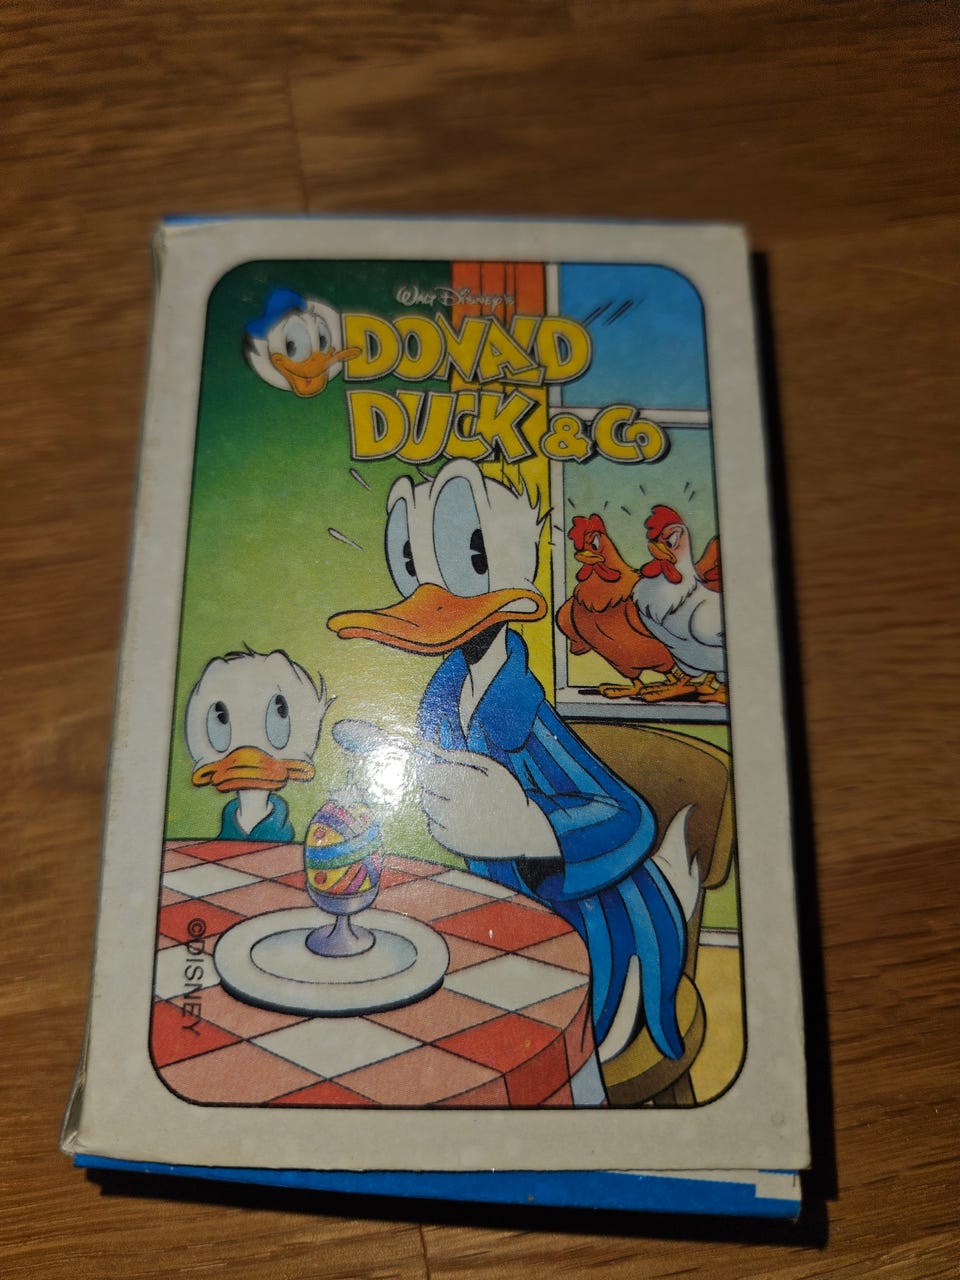 Walt Disney's
DONALD
DUCK & Co
©DISNEY